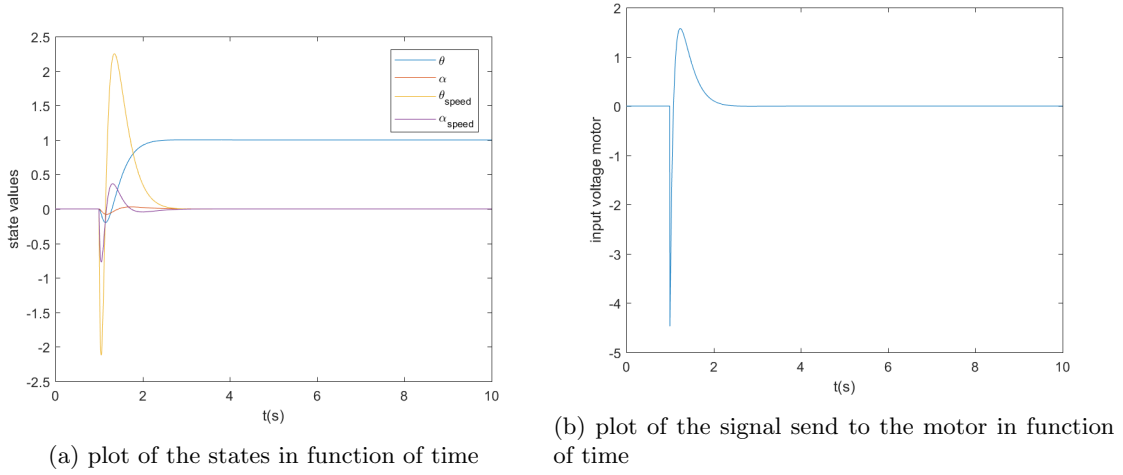 2.5
2
1.5
1
0.5
0
-0.5
-1
-1.5
-2
-2.5
state values
0 2 4 6 8 10
t(s)
θ
α
θ_speed
α_speed
(a) plot of the states in function of time
2
1
0
-1
-2
-3
-4
-5
input voltage motor
0 2 4 6 8 10
t(s)
(b) plot of the signal send to the motor in function
of time